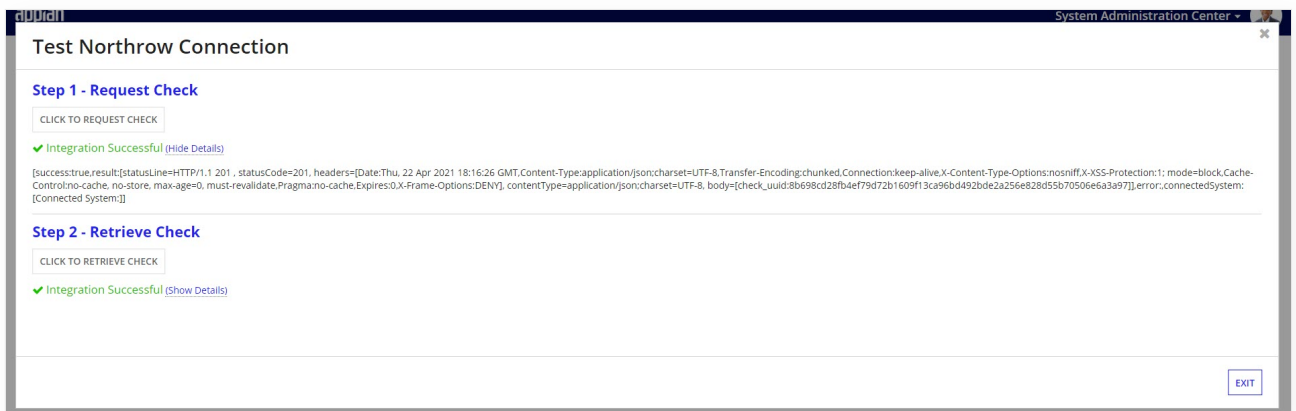 appian
System Administration Center
Test Northrow Connection
Step 1 - Request Check
CLICK TO REQUEST CHECK
Integration Successful (Hide Details)
[success:true,result:[statusLine=HTTP/1.1 201 , statusCode=201, headers=[Date:Thu, 22 Apr 2021 18:16:26 GMT,Content-Type:application/json;charset=UTF-8,Transfer-Encoding:chunked,Connection:keep-alive,X-Content-Type-Options:nosniff,X-XSS-Protection:1; mode=block,Cache-
Control:no-cache, no-store, max-age=0, must-revalidate,Pragma:no-cache,Expires:0,X-Frame-Options:DENY], contentType=application/json;charset=UTF-8, body=[check_uuid:8b698cd28fb4ef79d72b1609f13ca96bd492bde2a256e828d55b70506e6a3a97]],error:,connectedSystem:
[Connected System:]]
Step 2 - Retrieve Check
CLICK TO RETRIEVE CHECK
Integration Successful (Show Details)
EXIT